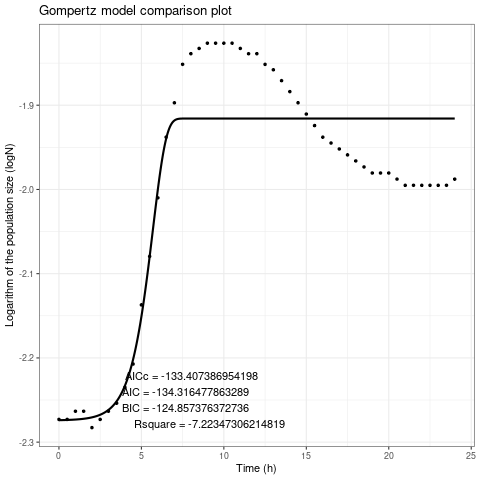 Gompertz model comparison plot
Logarithm of the population size (logN)
-1.9
-2.0
-2.1
-2.2
-2.3
AICc = -133.407386954198
AIC = -134.316477863289
BIC = -124.857376372736
Rsquare = -7.22347306214819
0 5 10 15 20 25
Time (h)